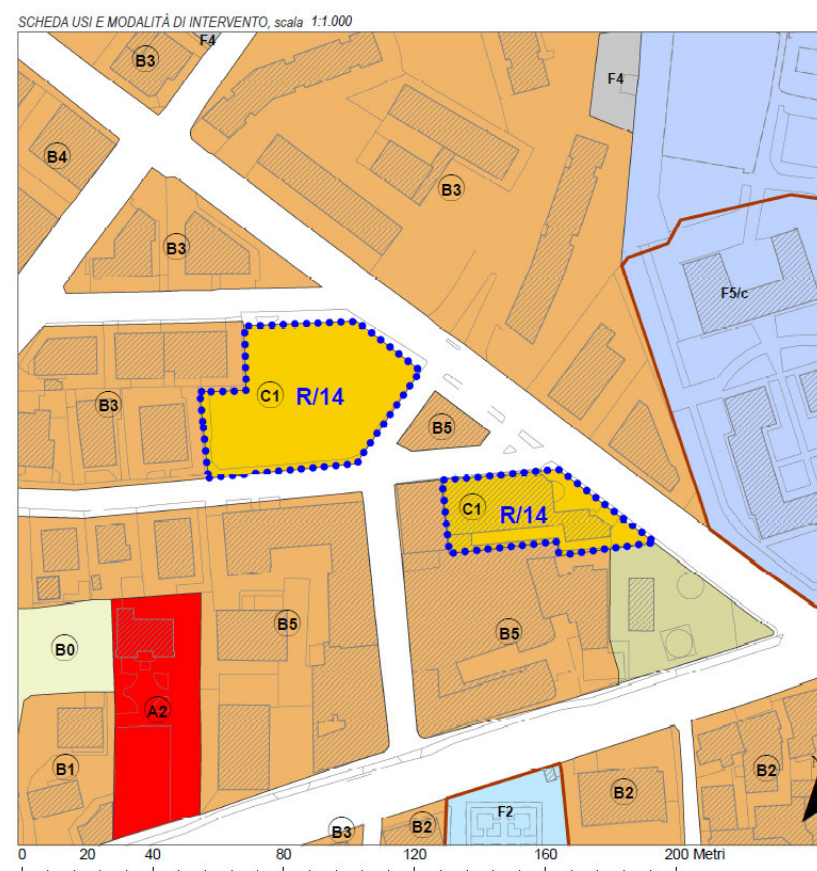 SCHEDA USI E MODALITÀ DI INTERVENTO, scala 1:1.000
F4
B3
F4
B4
B3
B3
F5/c
C1 R/14
B3
B5
C1 R/14
B5
B5
B0
A2
B1
B2
B2
F2
B3
B2
0 20 40 80 120 160 200 Metri